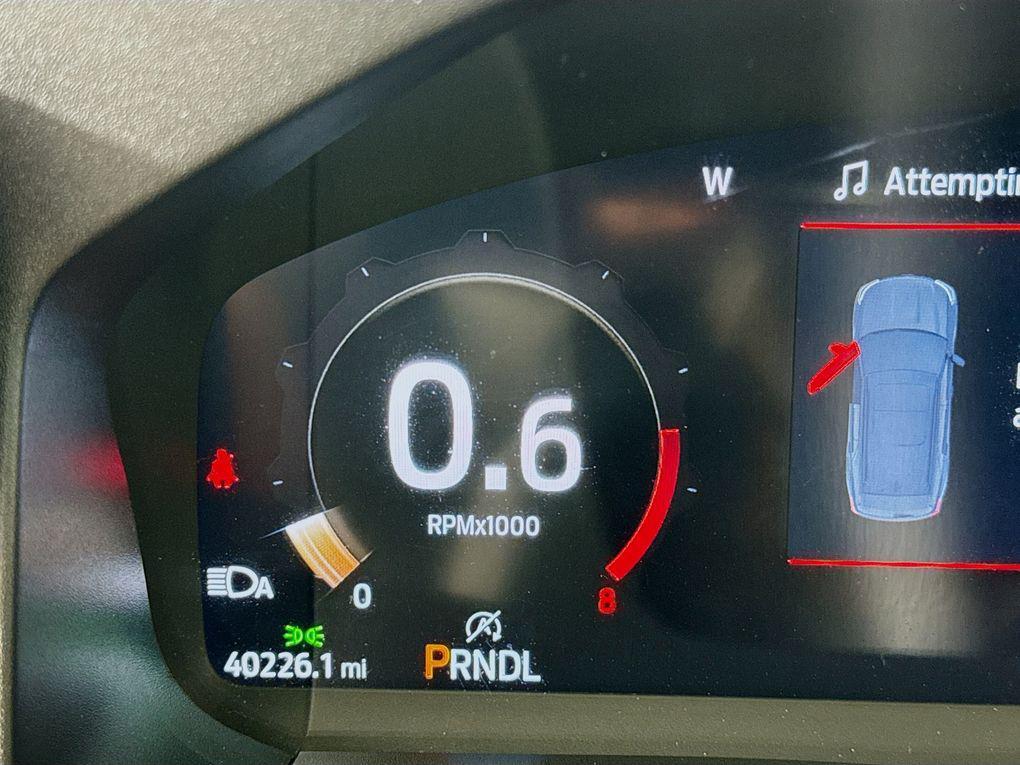 W
Attemptin
0.6
RPMx1000
0
8
A
40226.1 mi
PRNDL